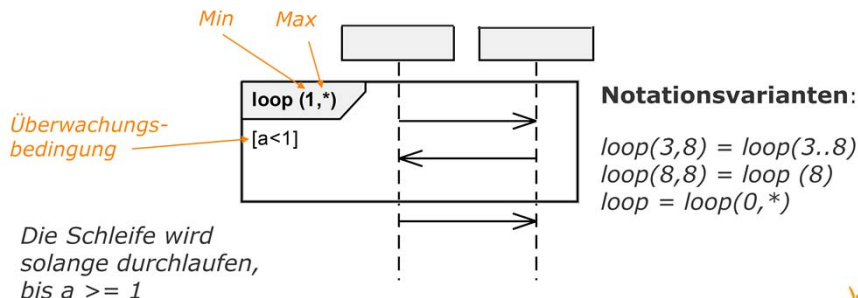 Min Max
loop (1,*)
Überwachungs-
bedingung
[a<1]
Die Schleife wird
solange durchlaufen,
bis a >= 1
Notationsvarianten:
loop(3,8) = loop(3..8)
loop(8,8) = loop (8)
loop = loop(0,*)